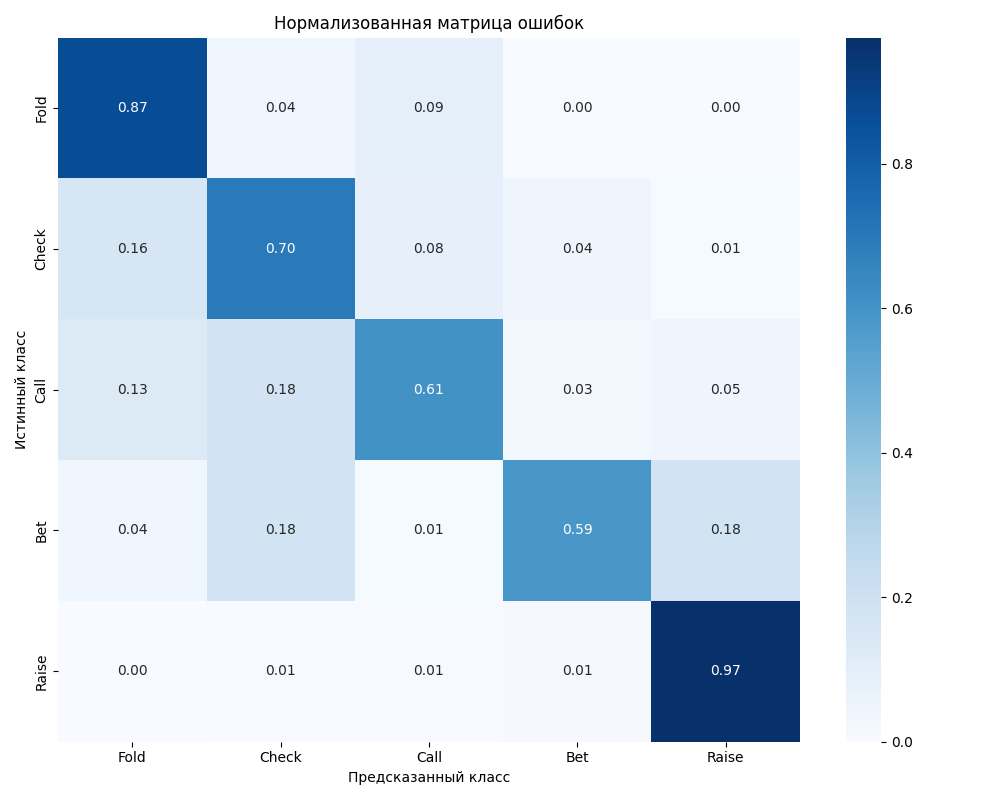 Нормализованная матрица ошибок
Истинный класс
Fold 0.87 0.04 0.09 0.00 0.00
Check 0.16 0.70 0.08 0.04 0.01
Call 0.13 0.18 0.61 0.03 0.05
Bet 0.04 0.18 0.01 0.59 0.18
Raise 0.00 0.01 0.01 0.01 0.97
Fold Check Call Bet Raise
Предсказанный класс
0.8
0.6
0.4
0.2
0.0